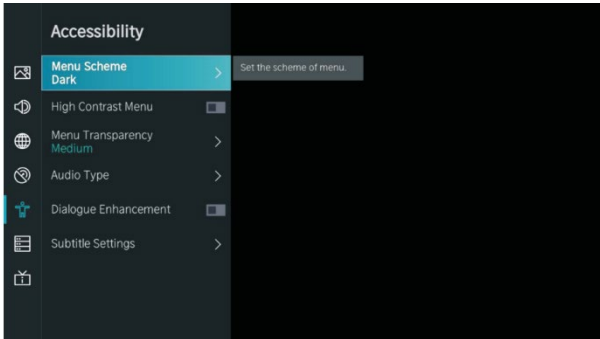 Accessibility
Menu Scheme
Dark
Set the scheme of menu.
High Contrast Menu
Menu Transparency
Medium
Audio Type
Dialogue Enhancement
Subtitle Settings